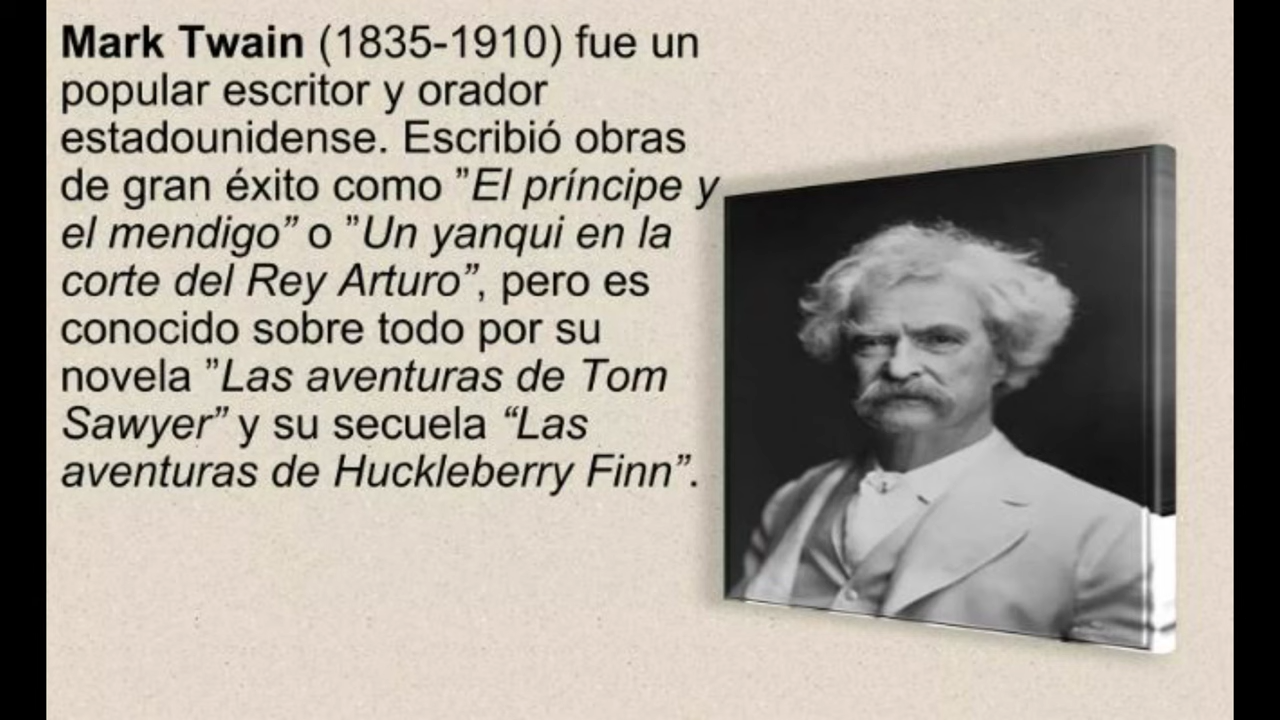 Mark Twain (1835-1910) fue un
popular escritor y orador
estadounidense. Escribió obras
de gran éxito como ”El príncipe y
el mendigo” o ”Un yanqui en la
corte del Rey Arturo”, pero es
conocido sobre todo por su
novela ”Las aventuras de Tom
Sawyer” y su secuela “Las
aventuras de Huckleberry Finn”.